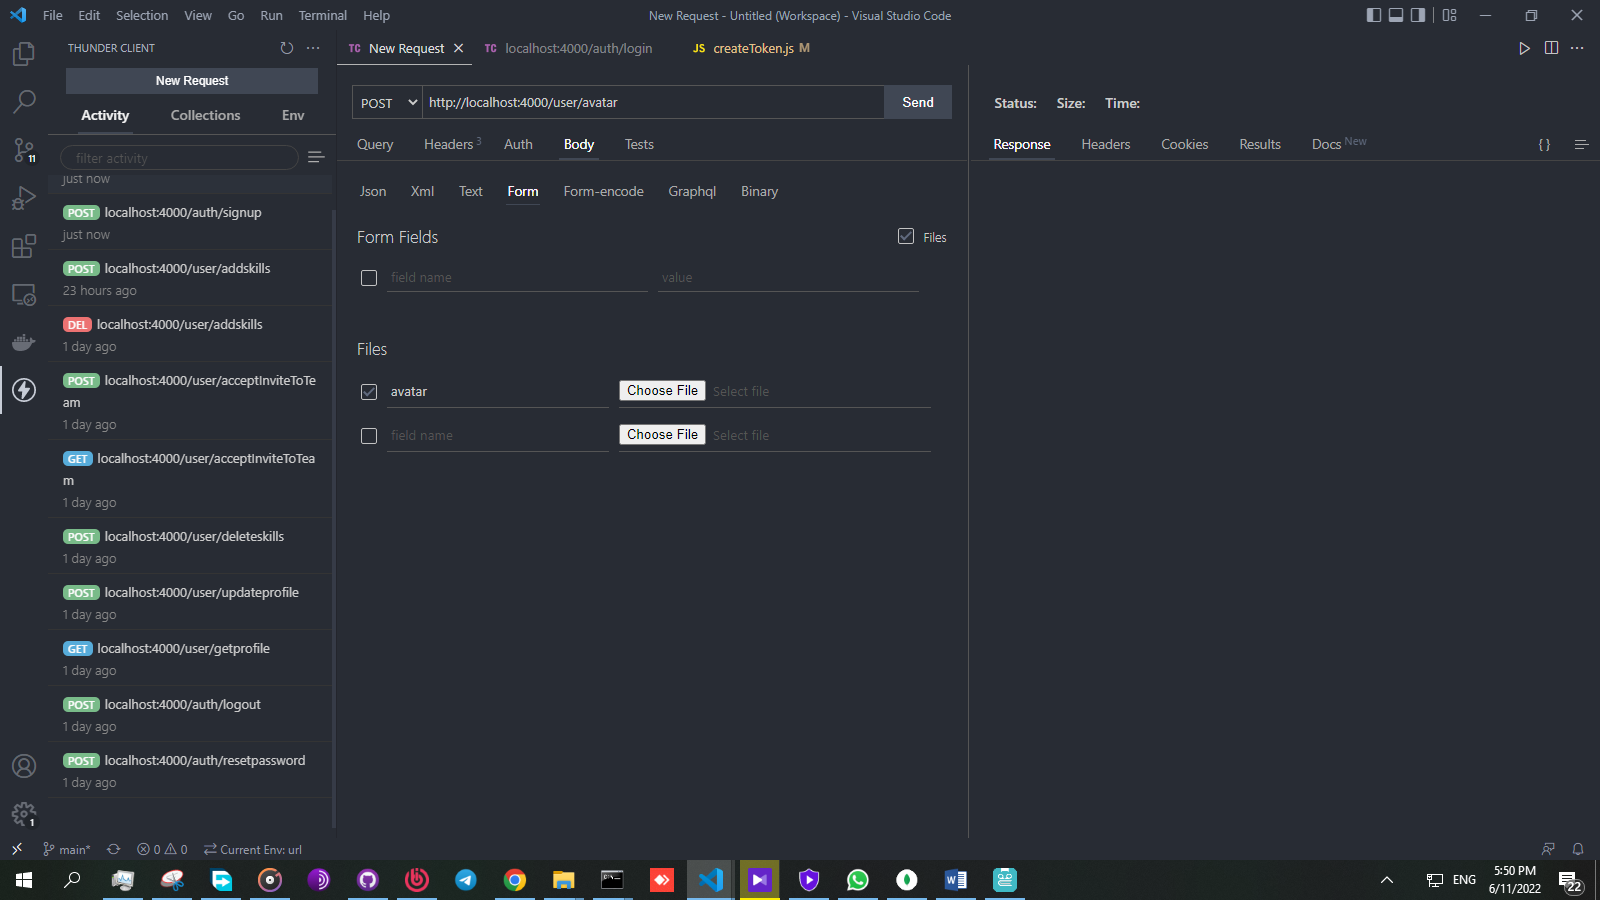 File Edit Selection View Go Run Terminal Help
New Request - Untitled (Workspace) - Visual Studio Code
THUNDER CLIENT
New Request
Activity Collections Env
filter activity
just now
POST localhost:4000/auth/signup
just now
POST localhost:4000/user/addskills
23 hours ago
DEL localhost:4000/user/addskills
1 day ago
POST localhost:4000/user/acceptInviteToTe
am
1 day ago
GET localhost:4000/user/acceptInviteToTea
m
1 day ago
POST localhost:4000/user/deleteskills
1 day ago
POST localhost:4000/user/updateprofile
1 day ago
GET localhost:4000/user/getprofile
1 day ago
POST localhost:4000/auth/logout
1 day ago
POST localhost:4000/auth/resetpassword
1 day ago
11
1
TC New Request TC localhost:4000/auth/login JS createToken.js M
POST http://localhost:4000/user/avatar Send
Query Headers 3 Auth Body Tests
Json Xml Text Form Form-encode Graphql Binary
Form Fields Files
field name value
Files
avatar Choose File Select file
field name Choose File Select file
Status: Size: Time:
Response Headers Cookies Results Docs New { }
main* 0 0 Current Env: url
ENG 5:50 PM
6/11/2022
22